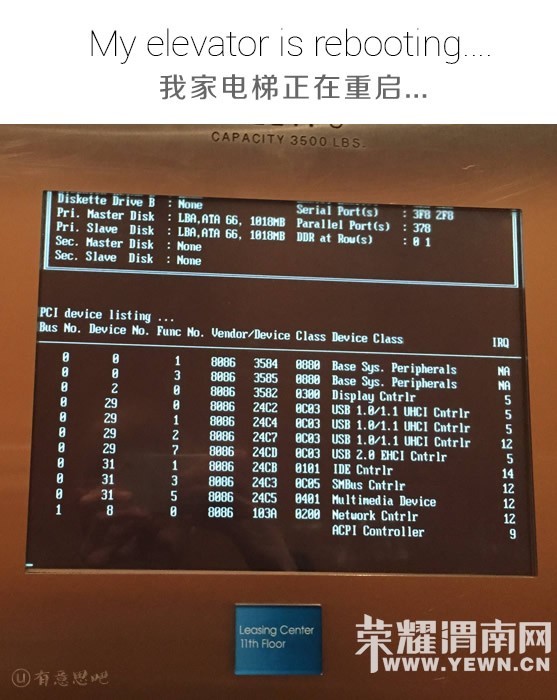 My elevator is rebooting....
我家电梯正在重启...
CAPACITY 3500 LBS.
Diskette Drive B : None Serial Port(s) : 3F8 2F8
Pri. Master Disk : LBA,ATA 66, 1018MB Parallel Port(s) : 378
Pri. Slave Disk : LBA,ATA 66, 1018MB DDR at Row(s) : 0 1
Sec. Master Disk : None
Sec. Slave Disk : None
PCI device listing ...
Bus No. Device No. Func No. Vendor/Device Class Device Class IRQ
0 0 1 8086 3584 0880 Base Sys. Peripherals NA
0 0 3 8086 3585 0880 Base Sys. Peripherals NA
0 2 0 8086 3582 0300 Display Cntrlr 5
0 29 0 8086 24C2 0C03 USB 1.0/1.1 UHCI Cntrlr 5
0 29 1 8086 24C4 0C03 USB 1.0/1.1 UHCI Cntrlr 5
0 29 2 8086 24C7 0C03 USB 1.0/1.1 UHCI Cntrlr 12
0 29 7 8086 24CD 0C03 USB 2.0 EHCI Cntrlr 5
0 31 1 8086 24CB 0101 IDE Cntrlr 14
0 31 3 8086 24C3 0C05 SMBus Cntrlr 12
0 31 5 8086 24C5 0401 Multimedia Device 12
1 8 0 8086 103A 0200 Network Cntrlr 12
ACPI Controller 9
Leasing Center
11th Floor
有意思吧
荣耀渭南网
WWW.YEWN.CN